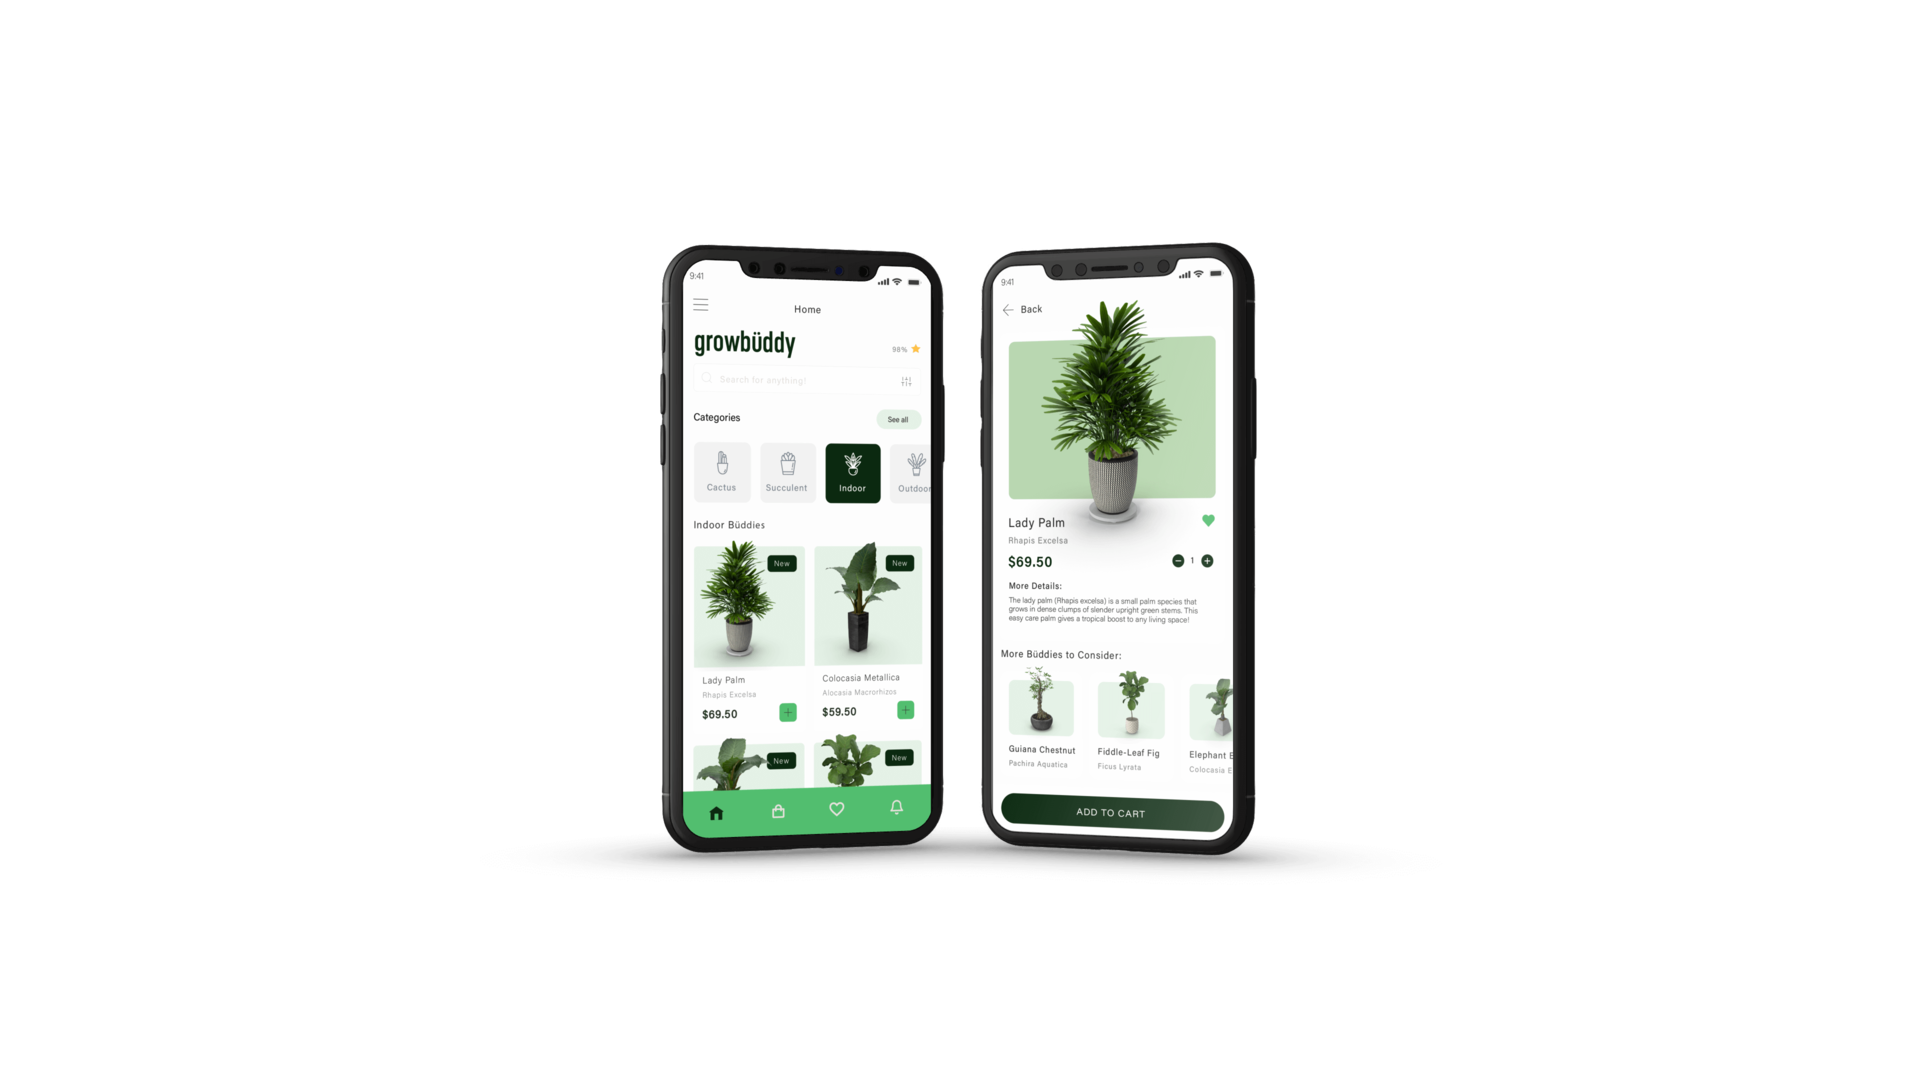 9:41
Home
growbüddy
98%
Search for anything!
Categories
See all
Cactus
Succulent
Indoor
Outdoor
Indoor Büddies
New
New
Lady Palm
Rhapis Excelsa
$69.50
Colocasia Metallica
Alocasia Macrorhizos
$59.50
New
New
9:41
Back
Lady Palm
Rhapis Excelsa
$69.50
1
More Details:
The lady palm (Rhapis excelsa) is a small palm species that
grows in dense clumps of slender upright green stems. This
easy care palm gives a tropical boost to any living space!
More Büddies to Consider:
Guiana Chestnut
Pachira Aquatica
Fiddle-Leaf Fig
Ficus Lyrata
Elephant E
Colocasia E
ADD TO CART